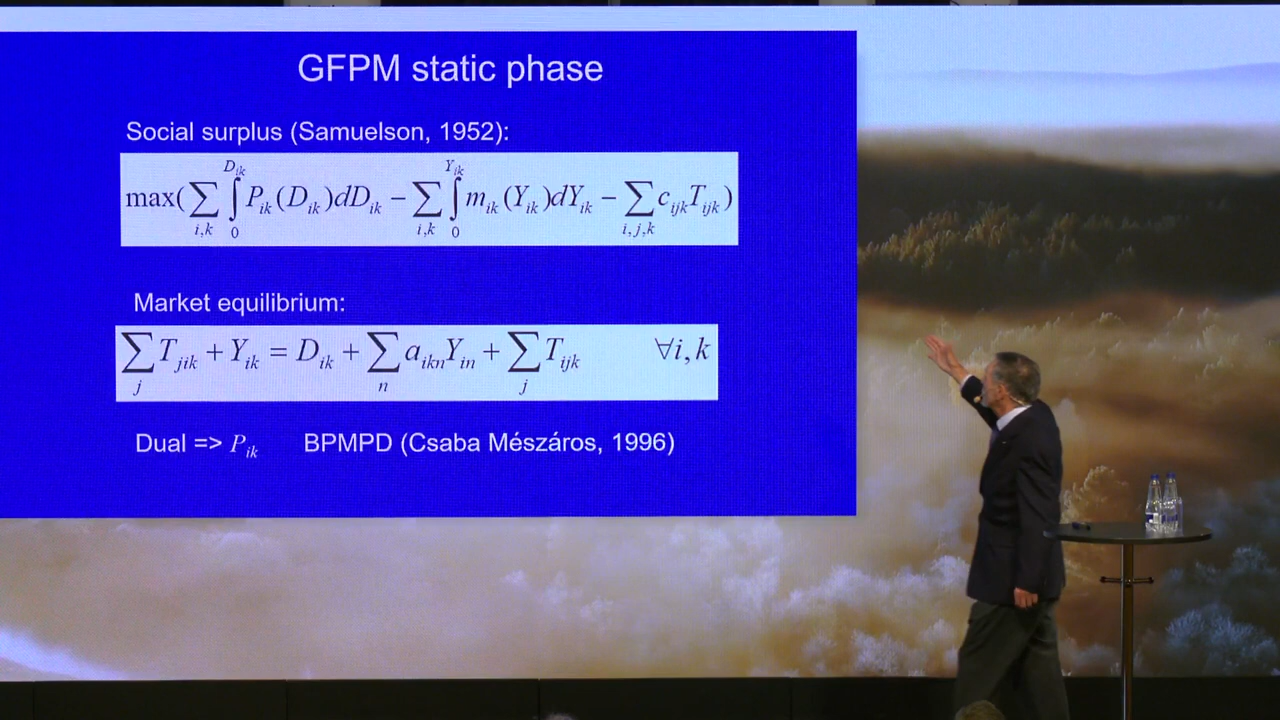 GFPM static phase
Social surplus (Samuelson, 1952):
max(∑_{i,k} ∫_0^{D_{ik}} P_{ik}(D_{ik})dD_{ik} − ∑_{i,k} ∫_0^{Y_{ik}} m_{ik}(Y_{ik})dY_{ik} − ∑_{i,j,k} c_{ijk}T_{ijk})
Market equilibrium:
∑_j T_{jik} + Y_{ik} = D_{ik} + ∑_n a_{ikn}Y_{in} + ∑_j T_{ijk} ∀i,k
Dual => P_{ik} BPMPD (Csaba Mészáros, 1996)